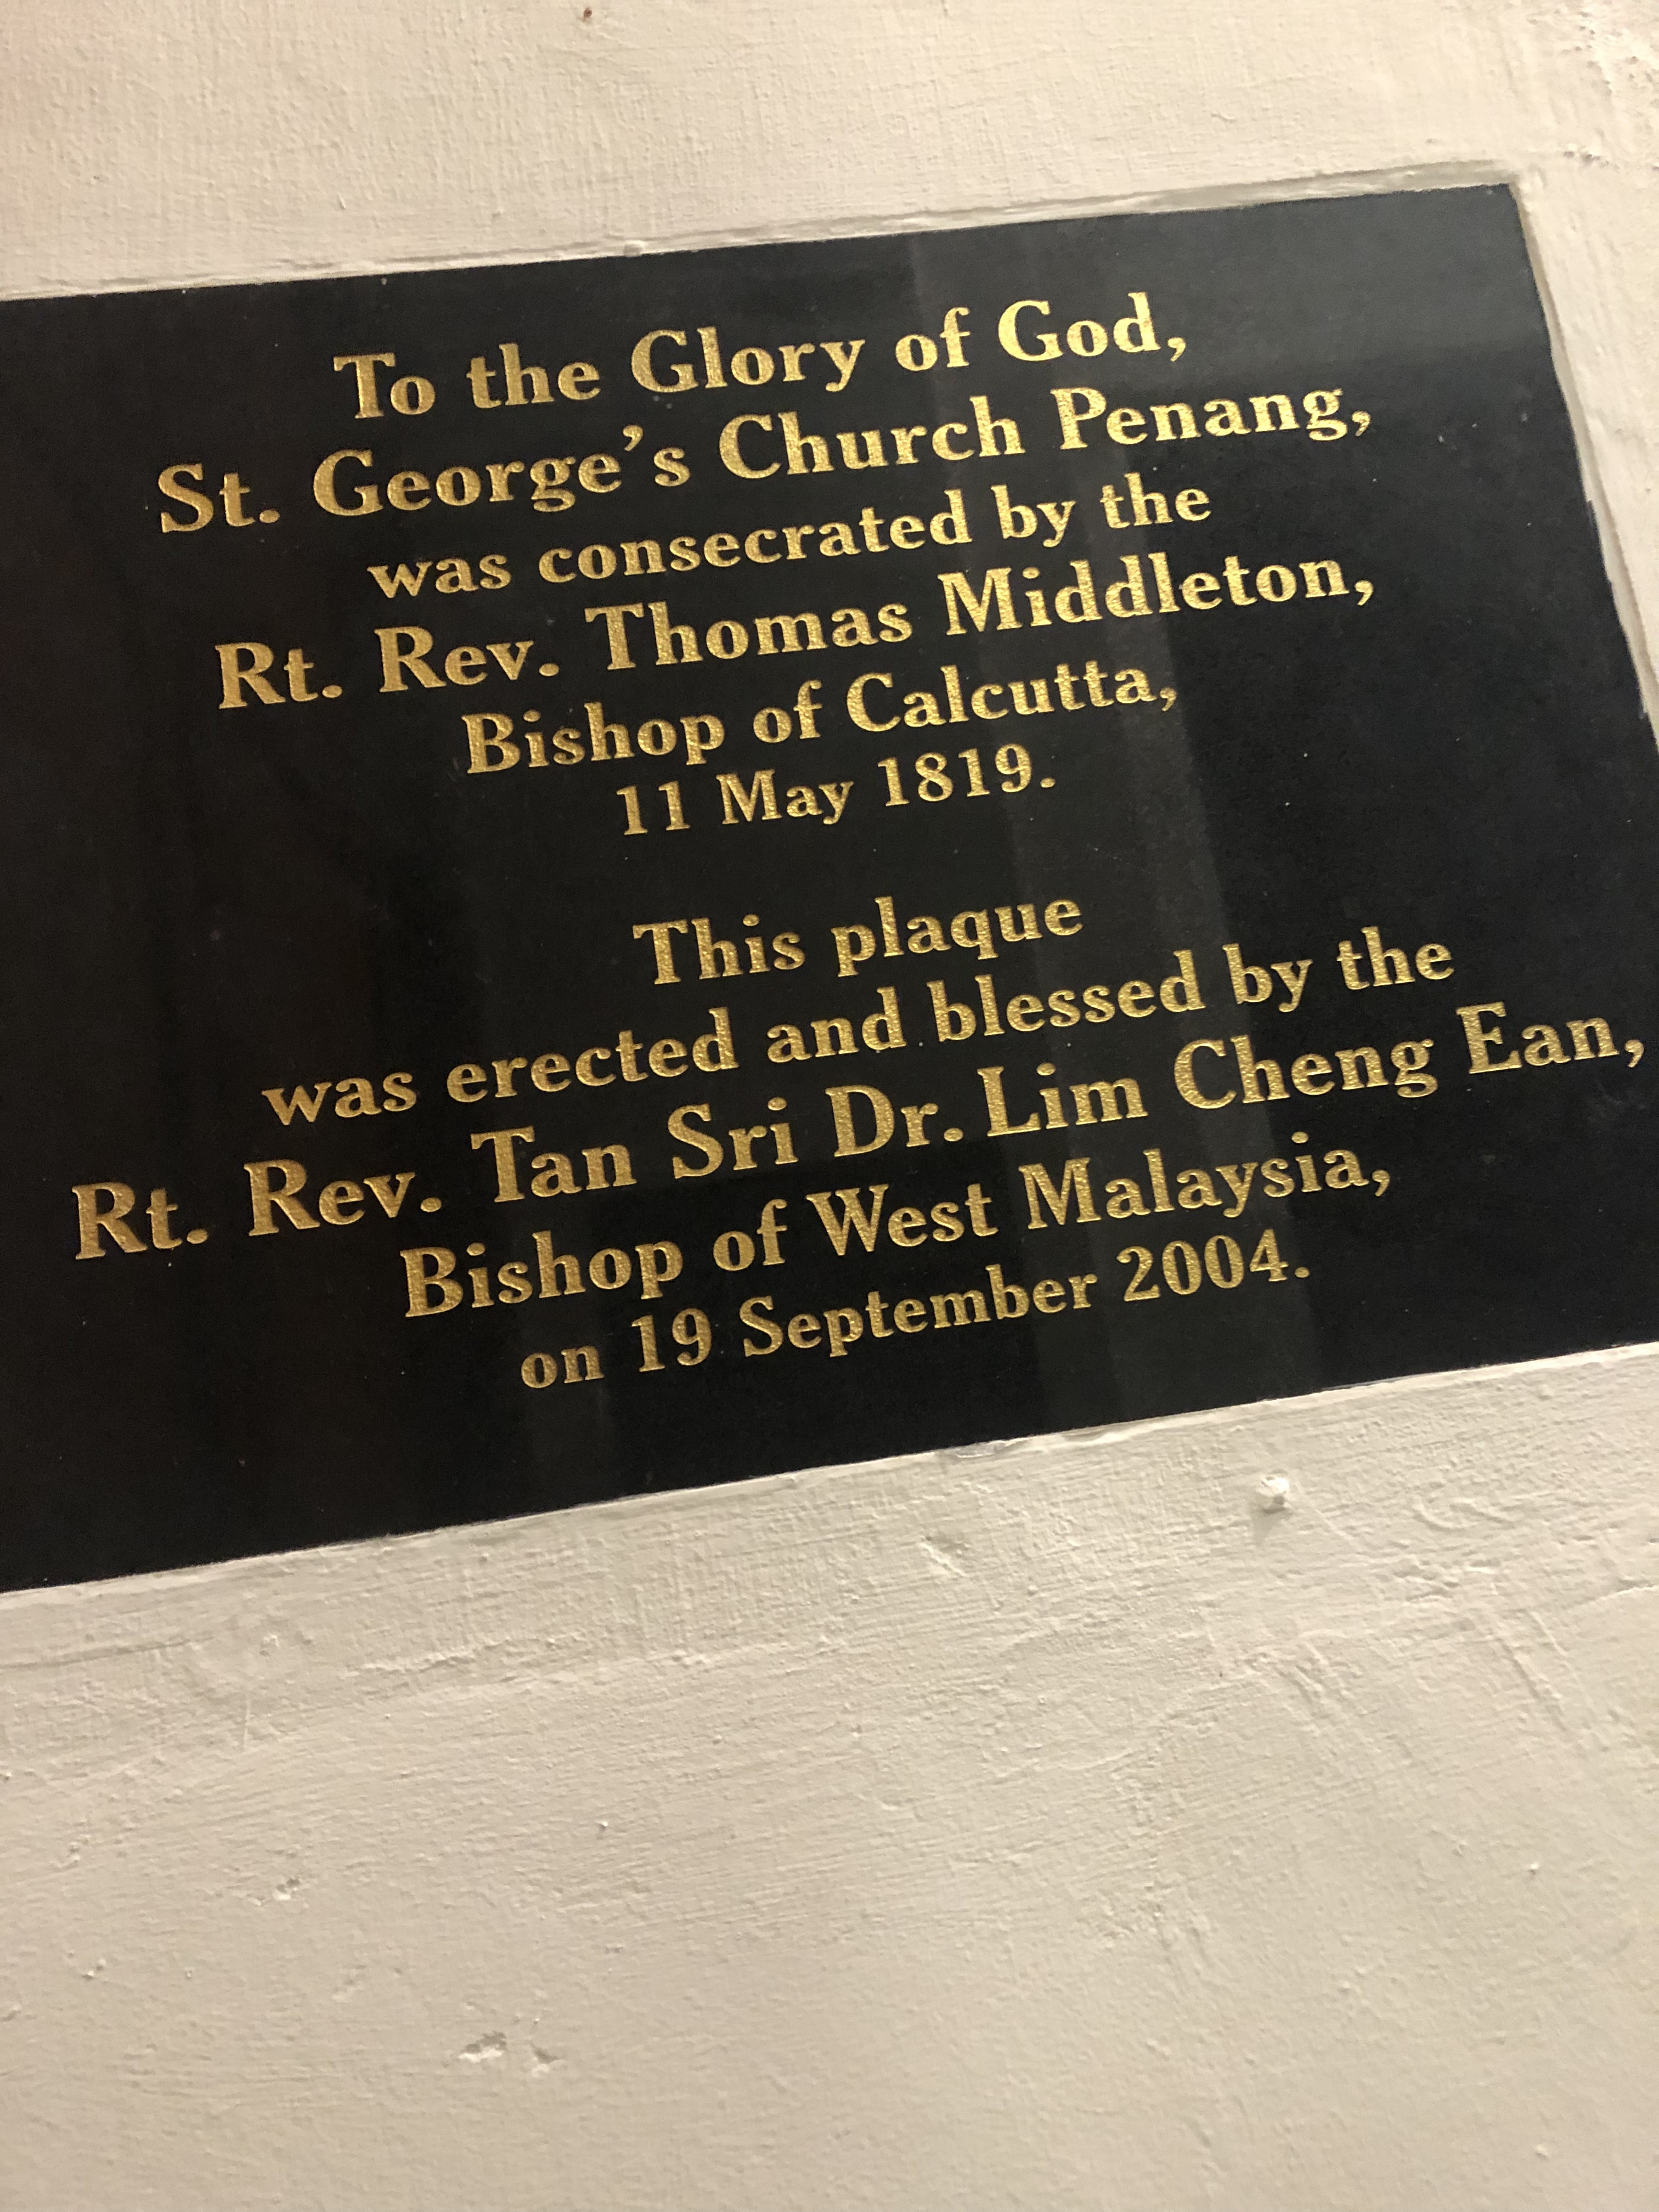 To the Glory of God,
St. George's Church Penang,
was consecrated by the
Rt. Rev. Thomas Middleton,
Bishop of Calcutta,
11 May 1819.
This plaque
was erected and blessed by the
Rt. Rev. Tan Sri Dr. Lim Cheng Ean,
Bishop of West Malaysia,
on 19 September 2004.